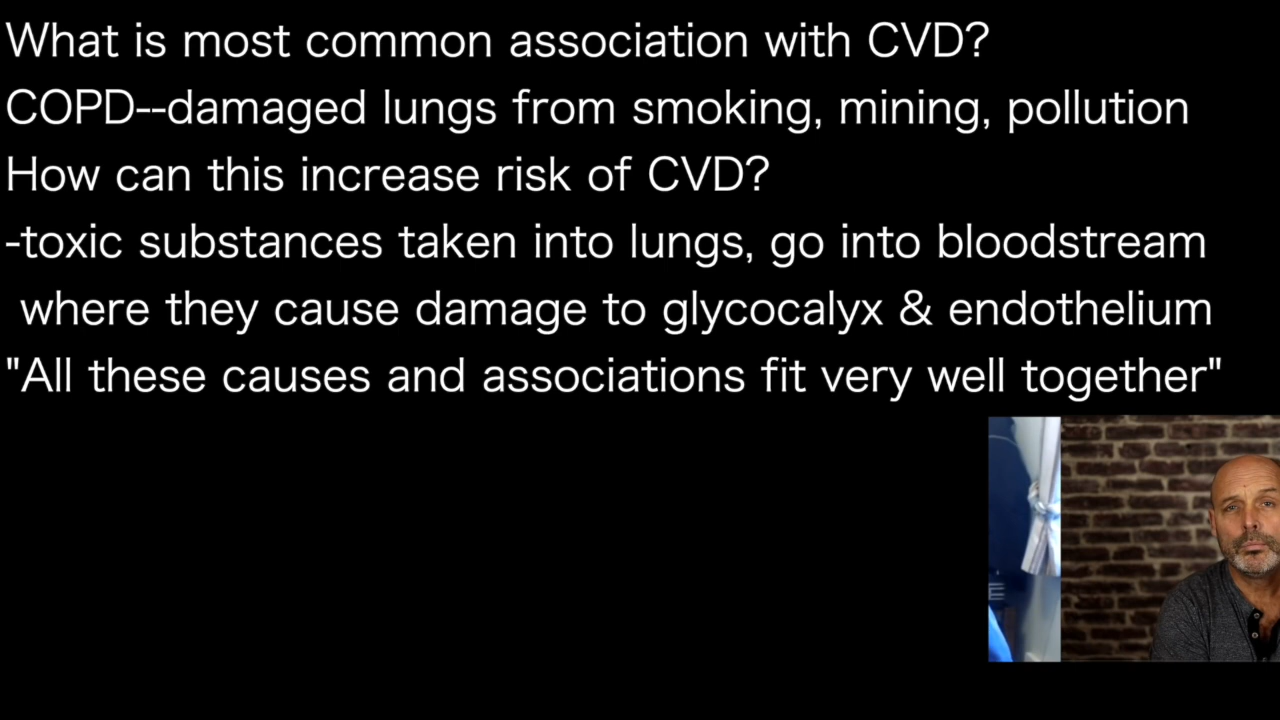 What is most common association with CVD?
COPD--damaged lungs from smoking, mining, pollution
How can this increase risk of CVD?
-toxic substances taken into lungs, go into bloodstream
where they cause damage to glycocalyx & endothelium
"All these causes and associations fit very well together"